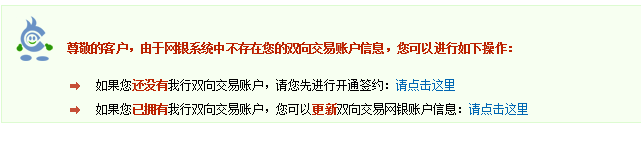 尊敬的客户，由于网银系统中不存在您的双向交易账户信息，您可以进行如下操作：
如果您还没有我行双向交易账户，请您先进行开通签约：请点击这里
如果您已拥有我行双向交易账户，您可以更新双向交易网银账户信息：请点击这里